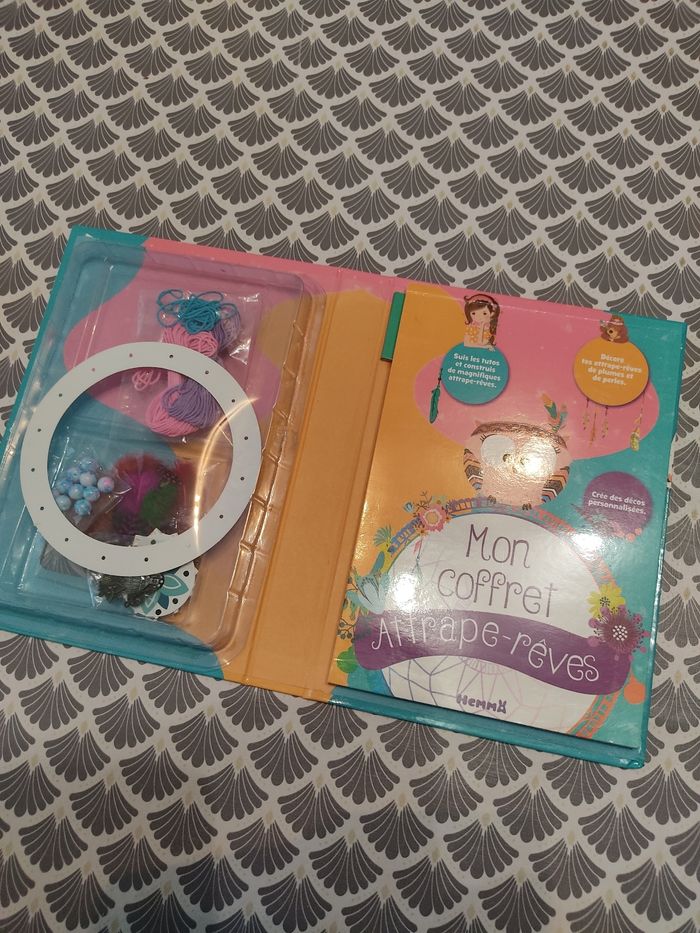 Suis les tutos
et construis
de magnifiques
attrape-rêves.
Décore
tes attrape-rêves
de plumes et
de perles.
Crée des décos
personnalisées.
Mon
coffret
Attrape-rêves
Hemma